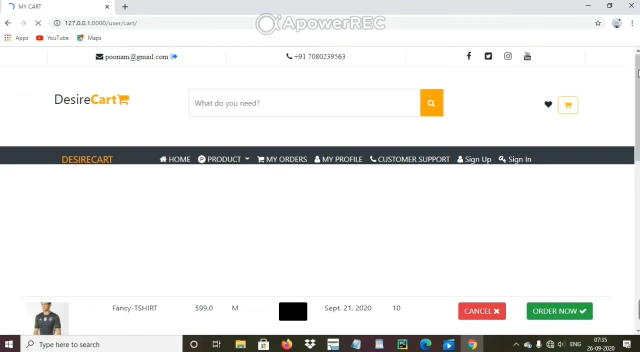 MY CART
127.0.0.1:0000/user/cart/
ApowerREC
Apps YouTube Maps
poonam@gmail.com +91 7080239563
DesireCart What do you need?
DESIRECART HOME PRODUCT MY ORDERS MY PROFILE CUSTOMER SUPPORT Sign Up Sign In
Fancy-TSHIRT 599.0 M Sept. 21, 2020 10 CANCEL ORDER NOW
Type here to search ENG 07:35
26-09-2020